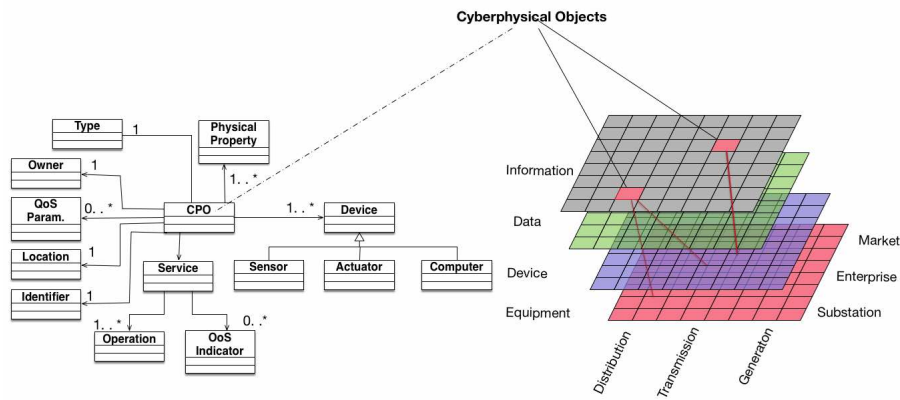 Cyberphysical Objects
Type
1
Physical
Property
1..*
Owner
1
QoS
Param.
0..*
CPO
1..*
Device
Location
1
Service
Sensor
Actuator
Computer
Identifier
1
1..*
0..*
Operation
OoS
Indicator
Information
Data
Device
Equipment
Market
Enterprise
Substation
Distribution
Transmission
Generaton